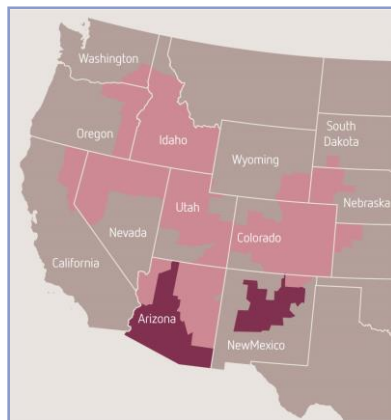 Washington
Oregon
Idaho
South
Dakota
Wyoming
Nebraska
Utah
Nevada
Colorado
California
Arizona
NewMexico